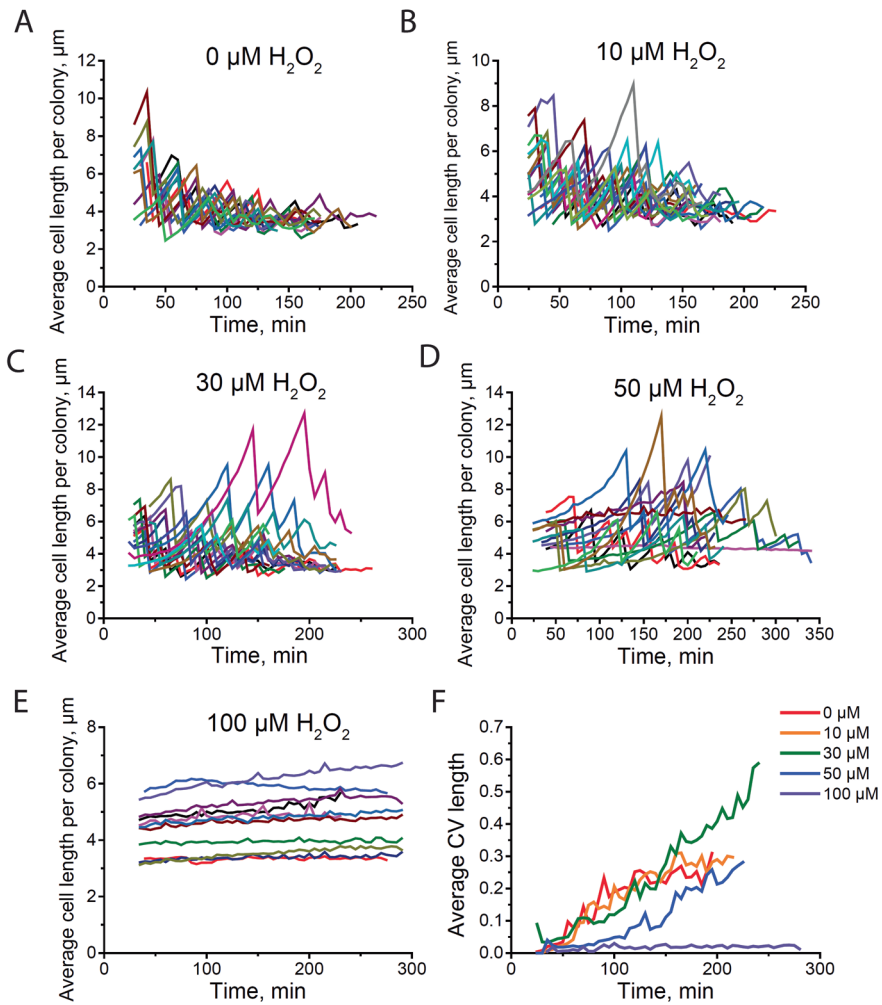 A
0 µM H₂O₂
Average cell length per colony, µm
12
10
8
6
4
2
0
0 50 100 150 200 250
Time, min
B
10 µM H₂O₂
Average cell length per colony, µm
10
8
6
4
2
0
0 50 100 150 200 250
Time, min
C
30 µM H₂O₂
Average cell length per colony, µm
14
12
10
8
6
4
2
0
0 100 200 300
Time, min
D
50 µM H₂O₂
Average cell length per colony, µm
14
12
10
8
6
4
2
0
0 50 100 150 200 250 300 350
Time, min
E
100 µM H₂O₂
Average cell length per colony, µm
8
6
4
2
0
0 100 200 300
Time, min
F
0 µM
10 µM
30 µM
50 µM
100 µM
Average CV length
0.7
0.6
0.5
0.4
0.3
0.2
0.1
0.0
0 100 200 300
Time, min